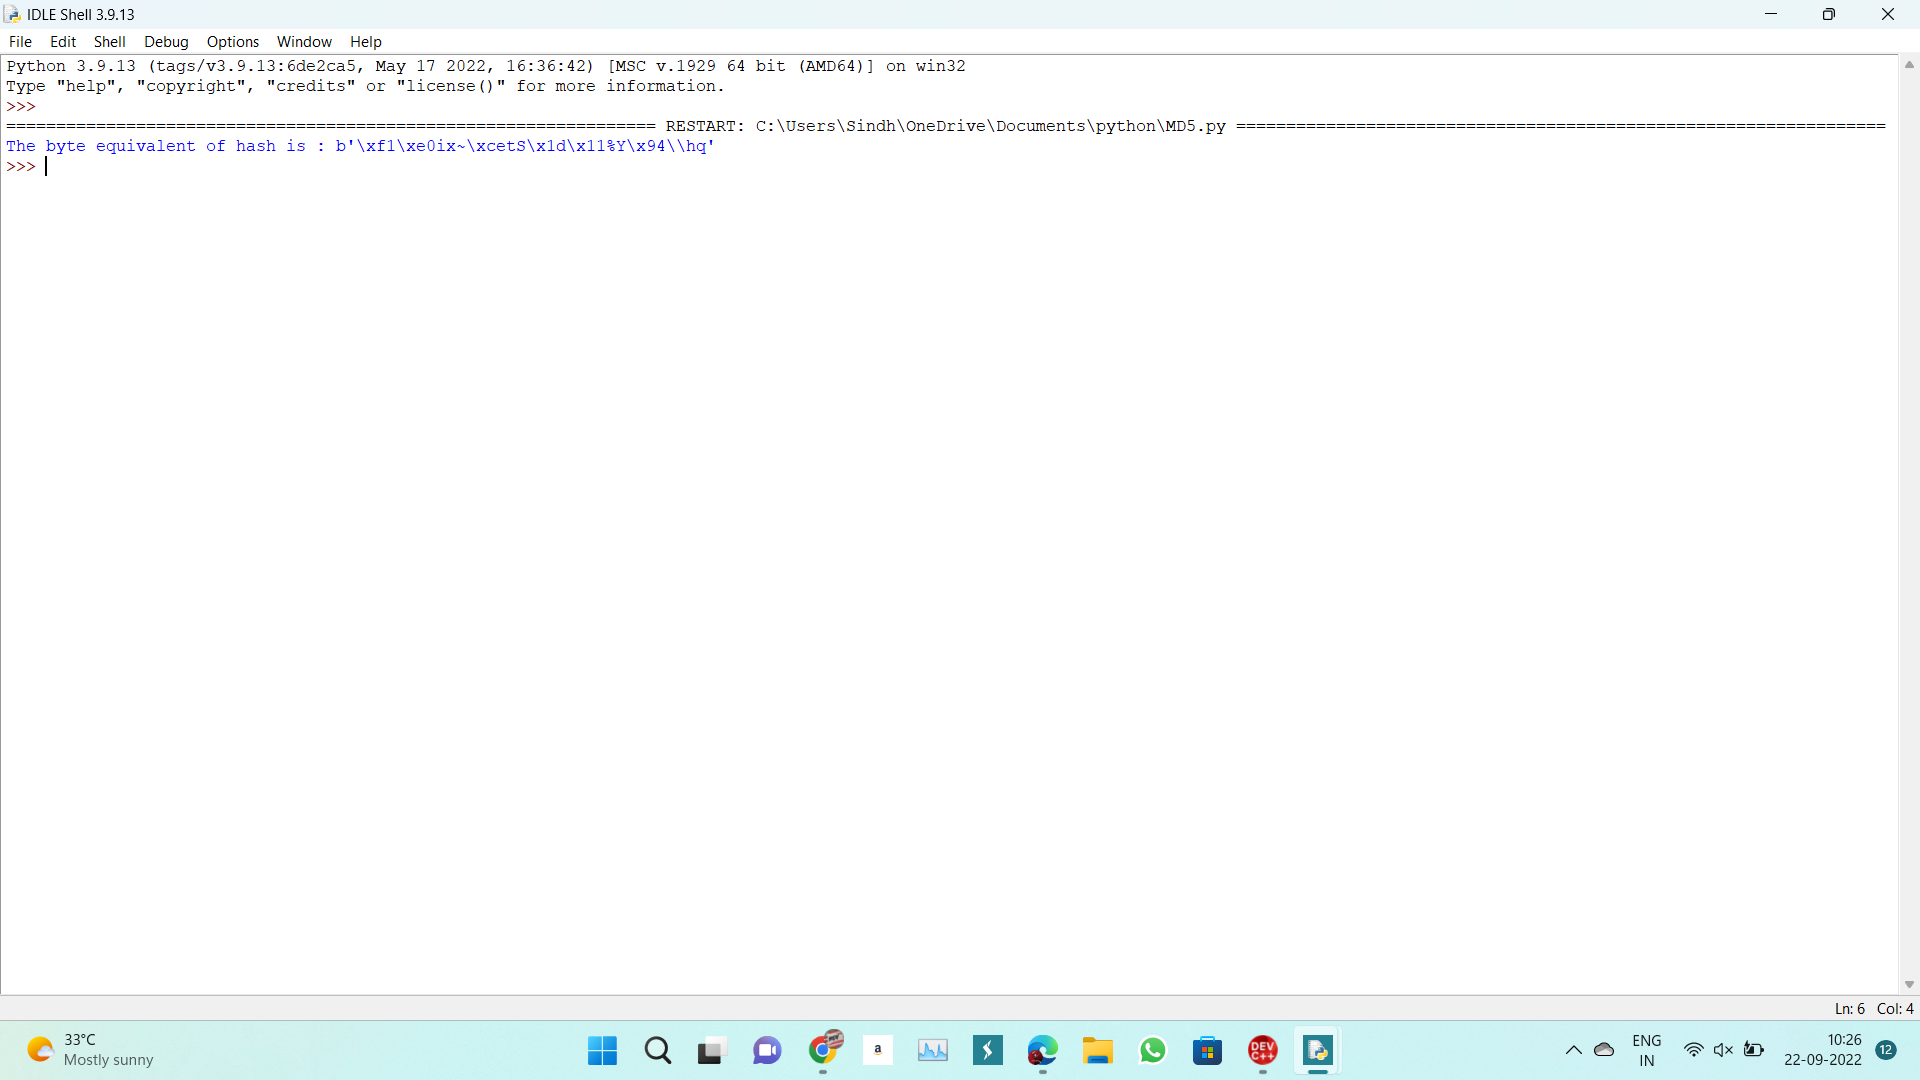 IDLE Shell 3.9.13
File Edit Shell Debug Options Window Help
Python 3.9.13 (tags/v3.9.13:6de2ca5, May 17 2022, 16:36:42) [MSC v.1929 64 bit (AMD64)] on win32
Type "help", "copyright", "credits" or "license()" for more information.
>>>
================================================================= RESTART: C:\Users\Sindh\OneDrive\Documents\python\MD5.py =================================================================
The byte equivalent of hash is : b'\xf1\xe0ix~\xcetS\x1d\x11%Y\x94\\hq'
>>>
Ln: 6 Col: 4
33°C
Mostly sunny
a
DEV
C++
ENG
IN
10:26
22-09-2022
12